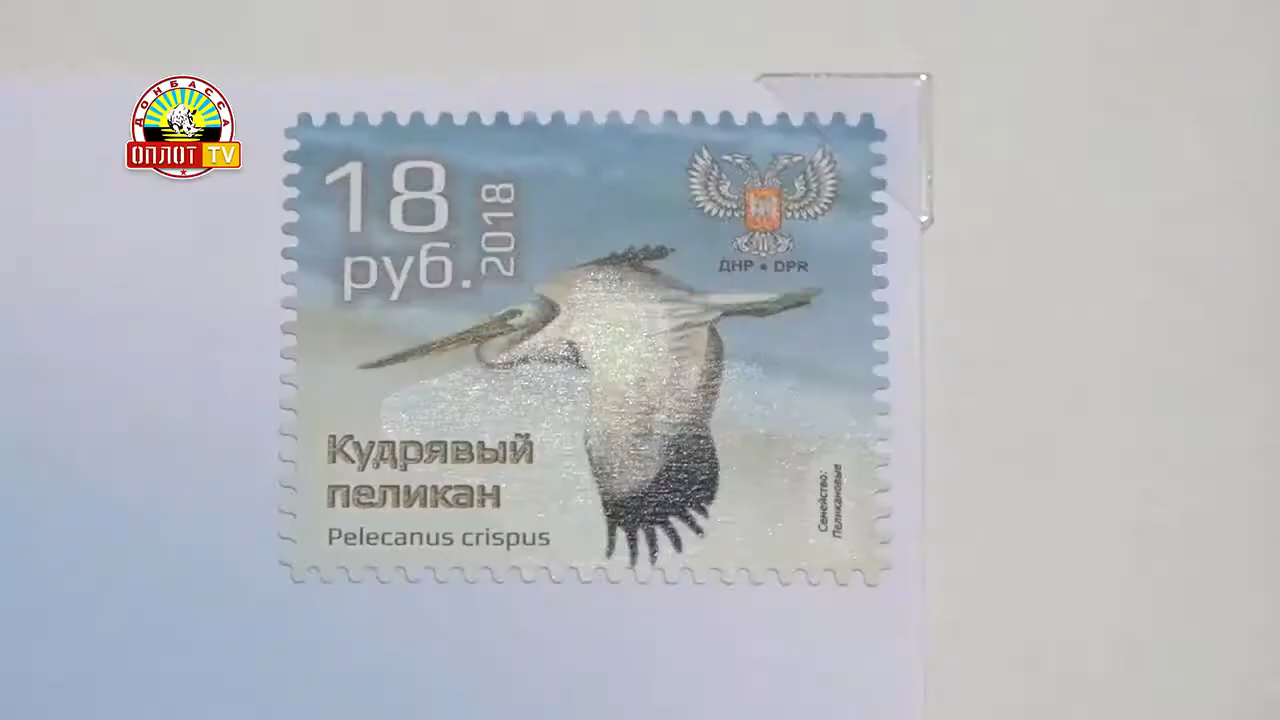 ДОНБАССА
ОПЛОТ TV
18
руб.
2018
ДНР • DPR
Кудрявый
пеликан
Pelecanus crispus
Семейство:
Пеликановые